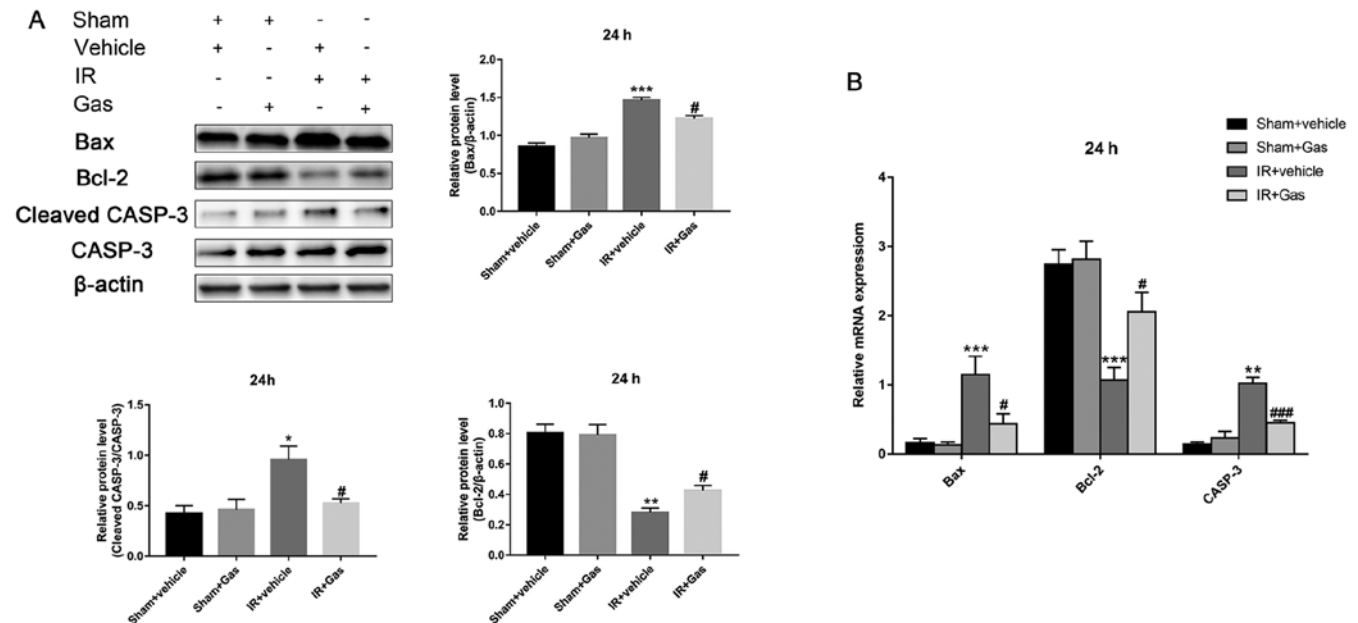 A
Sham + + - -
Vehicle + - + -
IR - - + +
Gas - + - +
Bax
Bcl-2
Cleaved CASP-3
CASP-3
β-actin
24 h
Relative protein level
(Bax/β-actin)
2.0
1.5
1.0
0.5
0.0
***
#
Sham+vehicle
Sham+Gas
IR+vehicle
IR+Gas
24h
Relative protein level
(Cleaved CASP-3/CASP-3)
1.5
1.0
0.5
0.0
*
#
Sham+vehicle
Sham+Gas
IR+vehicle
IR+Gas
24 h
Relative protein level
(Bcl-2/β-actin)
1.0
0.8
0.6
0.4
0.2
0.0
**
#
Sham+vehicle
Sham+Gas
IR+vehicle
IR+Gas
B
Sham+vehicle
Sham+Gas
IR+vehicle
IR+Gas
24 h
Relative mRNA expressiom
4
3
2
1
0
***
#
***
#
**
###
Bax
Bcl-2
CASP-3